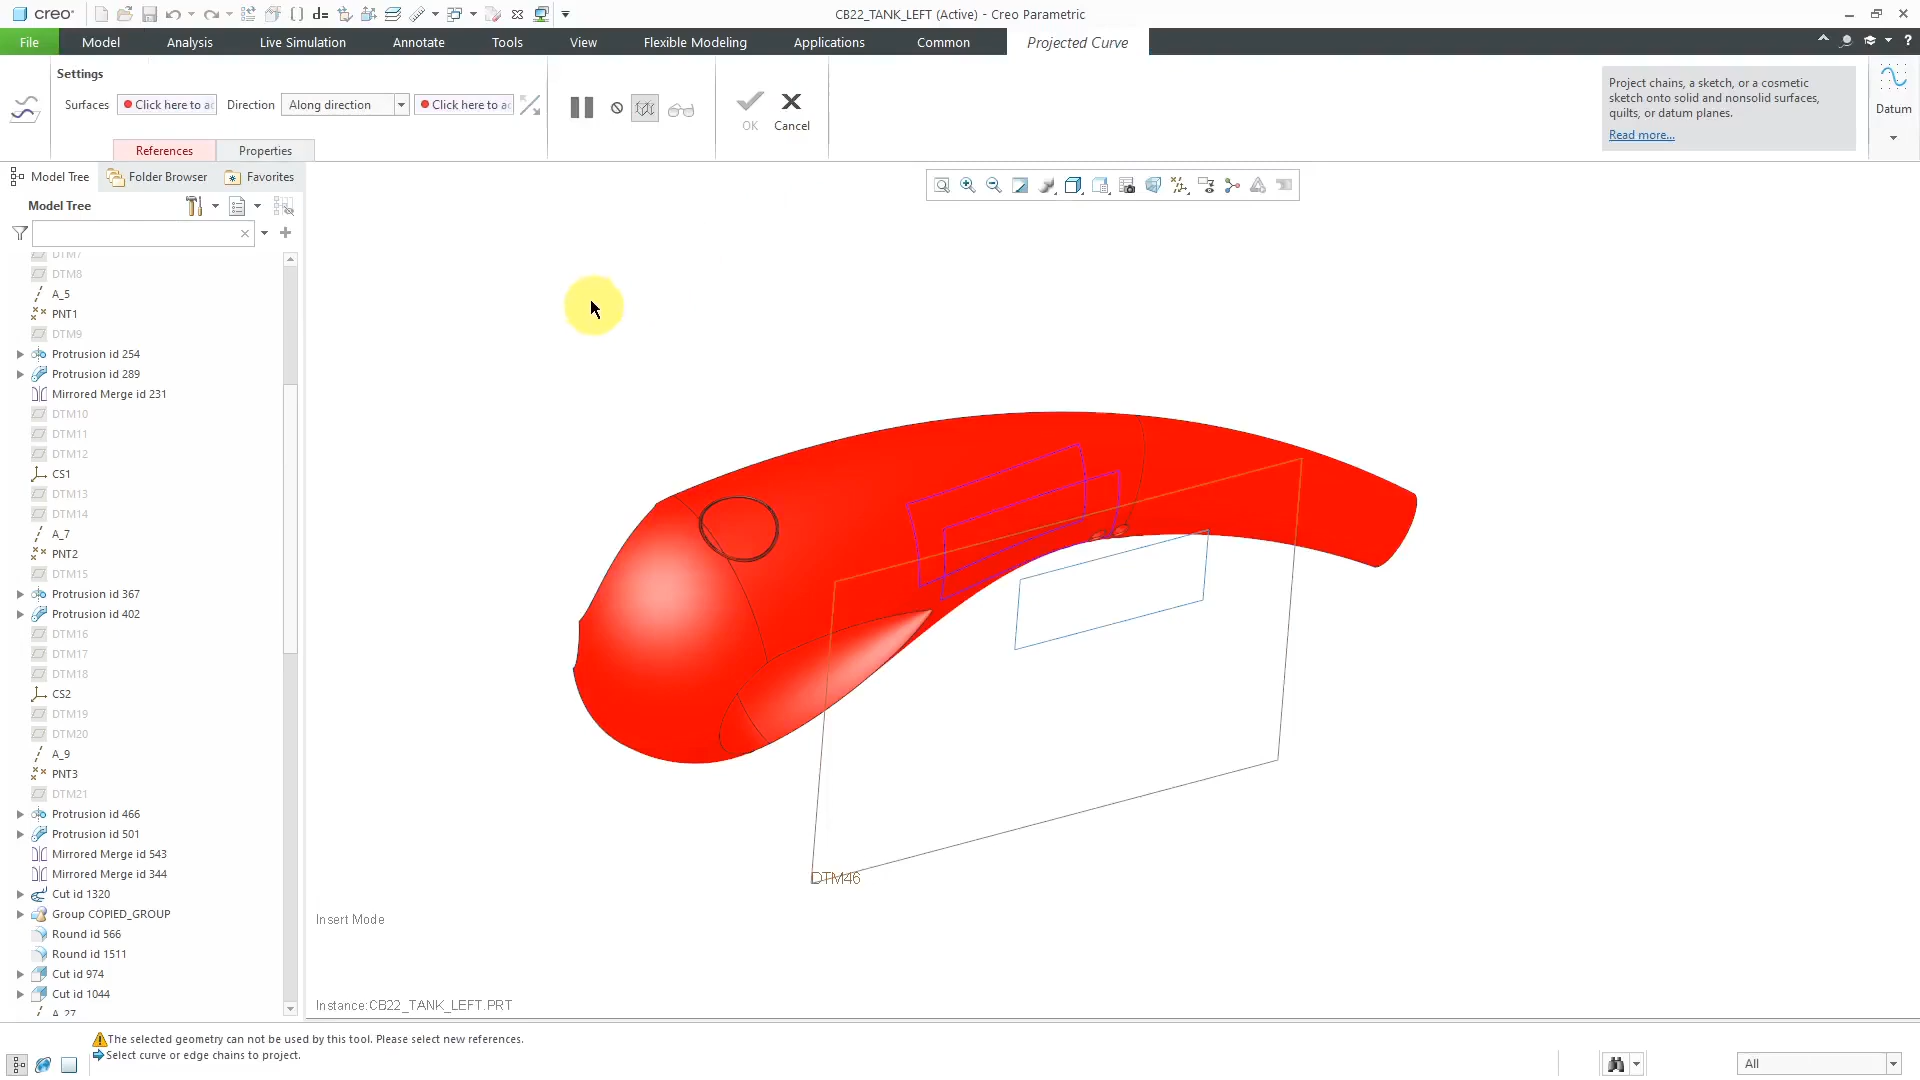 creo
CB22_TANK_LEFT (Active) - Creo Parametric
File
Model
Analysis
Live Simulation
Annotate
Tools
View
Flexible Modeling
Applications
Common
Projected Curve
Settings
Surfaces
Click here to ac
Direction
Along direction
Click here to ac
OK
Cancel
References
Properties
Project chains, a sketch, or a cosmetic
sketch onto solid and nonsolid surfaces,
quilts, or datum planes.
Read more...
Datum
Model Tree
Folder Browser
Favorites
Model Tree
DTM7
DTM8
A_5
PNT1
DTM9
Protrusion id 254
Protrusion id 289
Mirrored Merge id 231
DTM10
DTM11
DTM12
CS1
DTM13
DTM14
A_7
PNT2
DTM15
Protrusion id 367
Protrusion id 402
DTM16
DTM17
DTM18
CS2
DTM19
DTM20
A_9
PNT3
DTM21
Protrusion id 466
Protrusion id 501
Mirrored Merge id 543
Mirrored Merge id 344
Cut id 1320
Group COPIED_GROUP
Round id 566
Round id 1511
Cut id 974
Cut id 1044
A_27
DTM46
Insert Mode
Instance:CB22_TANK_LEFT.PRT
The selected geometry can not be used by this tool. Please select new references.
Select curve or edge chains to project.
All